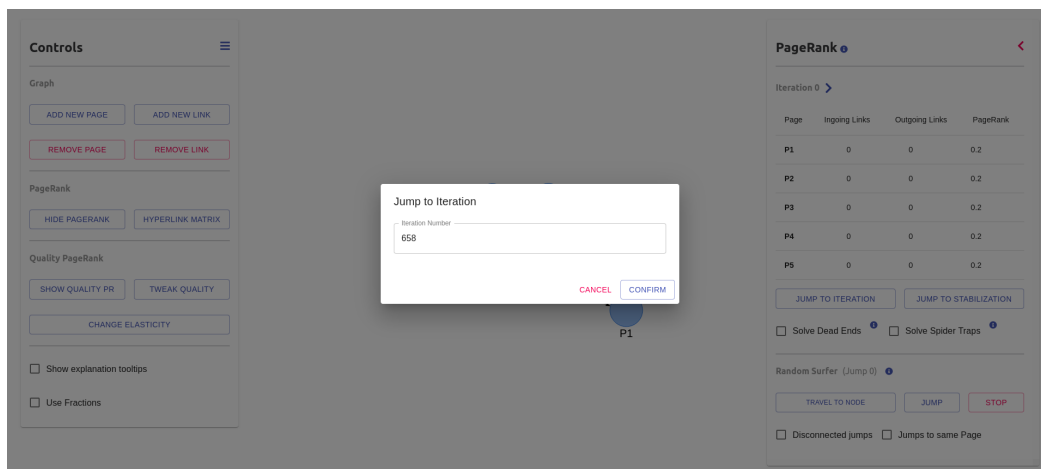 Controls
Graph
ADD NEW PAGE
ADD NEW LINK
REMOVE PAGE
REMOVE LINK
PageRank
HIDE PAGERANK
HYPERLINK MATRIX
Quality PageRank
SHOW QUALITY PR
TWEAK QUALITY
CHANGE ELASTICITY
Show explanation tooltips
Use Fractions
Jump to Iteration
Iteration Number
658
CANCEL
CONFIRM
P1
PageRank
Iteration 0
Page Ingoing Links Outgoing Links PageRank
P1 0 0 0.2
P2 0 0 0.2
P3 0 0 0.2
P4 0 0 0.2
P5 0 0 0.2
JUMP TO ITERATION
JUMP TO STABILIZATION
Solve Dead Ends
Solve Spider Traps
Random Surfer (Jump 0)
TRAVEL TO NODE
JUMP
STOP
Disconnected jumps
Jumps to same Page